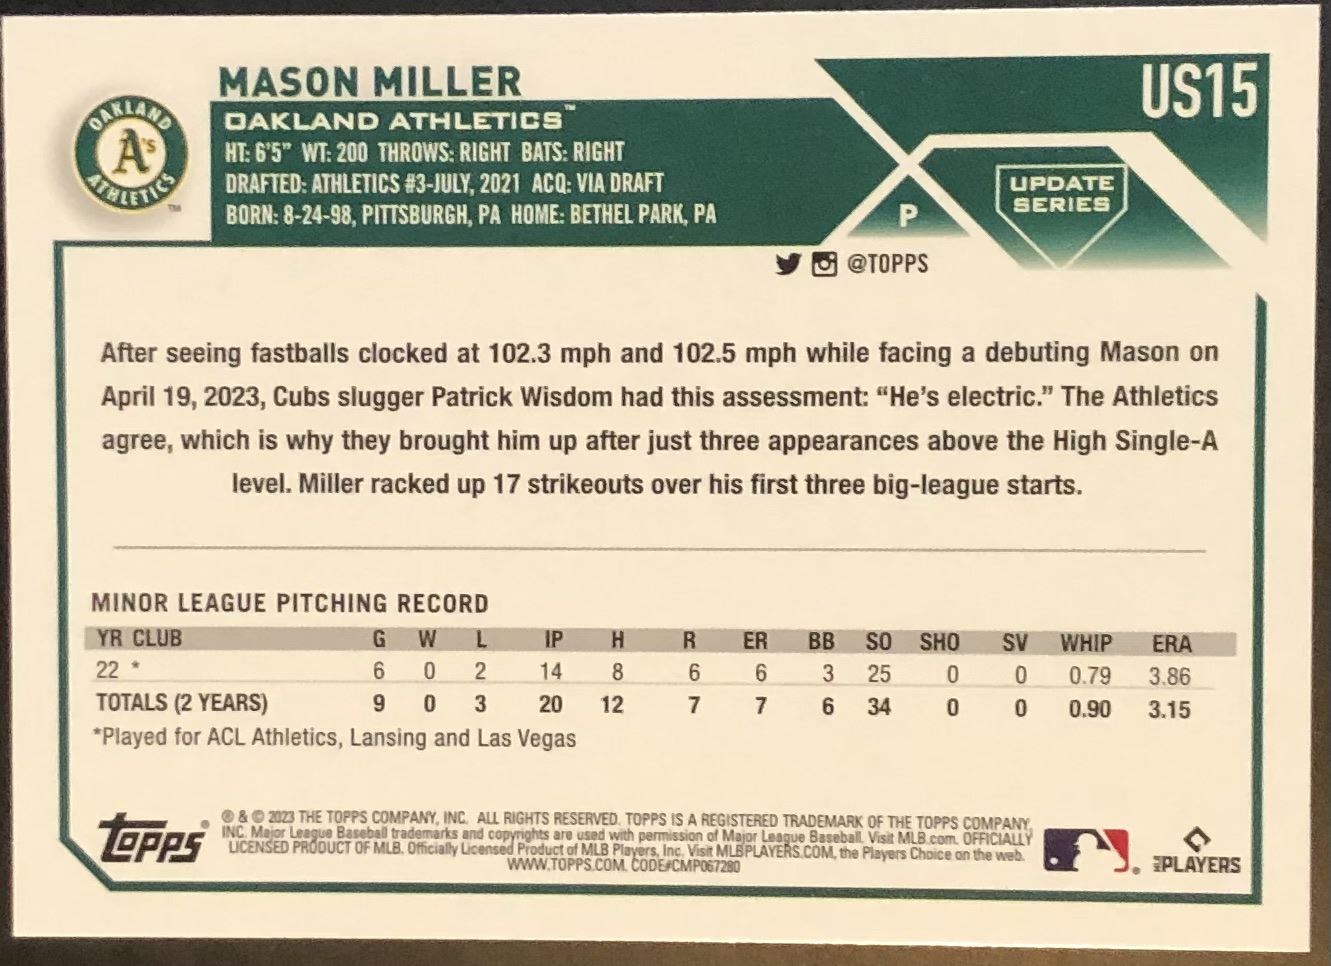 MASON MILLER
US15
OAKLAND ATHLETICS™
OAKLAND A's ATHLETICS ™
HT: 6'5" WT: 200 THROWS: RIGHT BATS: RIGHT
DRAFTED: ATHLETICS #3-JULY, 2021 ACQ: VIA DRAFT
BORN: 8-24-98, PITTSBURGH, PA HOME: BETHEL PARK, PA
P
UPDATE
SERIES
@TOPPS
After seeing fastballs clocked at 102.3 mph and 102.5 mph while facing a debuting Mason on
April 19, 2023, Cubs slugger Patrick Wisdom had this assessment: “He's electric.” The Athletics
agree, which is why they brought him up after just three appearances above the High Single-A
level. Miller racked up 17 strikeouts over his first three big-league starts.
MINOR LEAGUE PITCHING RECORD
YR CLUB G W L IP H R ER BB SO SHO SV WHIP ERA
22 * 6 0 2 14 8 6 6 3 25 0 0 0.79 3.86
TOTALS (2 YEARS) 9 0 3 20 12 7 7 6 34 0 0 0.90 3.15
*Played for ACL Athletics, Lansing and Las Vegas
Topps®
® & © 2023 THE TOPPS COMPANY, INC. ALL RIGHTS RESERVED. TOPPS IS A REGISTERED TRADEMARK OF THE TOPPS COMPANY,
INC. Major League Baseball trademarks and copyrights are used with permission of Major League Baseball. Visit MLB.com. OFFICIALLY
LICENSED PRODUCT OF MLB. Officially Licensed Product of MLB Players, Inc. Visit MLBPLAYERS.COM, the Players Choice on the web.
WWW.TOPPS.COM. CODE#CMP067280
MLB PLAYERS